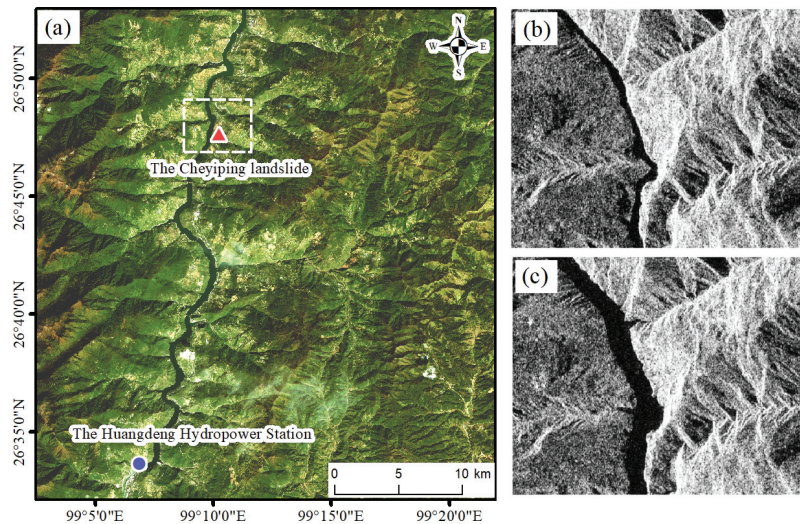 (a)
N
W E
S
The Cheyiping landslide
The Huangdeng Hydropower Station
0 5 10 km
26°50'0"N
26°45'0"N
26°40'0"N
26°35'0"N
99°5'0"E 99°10'0"E 99°15'0"E 99°20'0"E
(b)
(c)